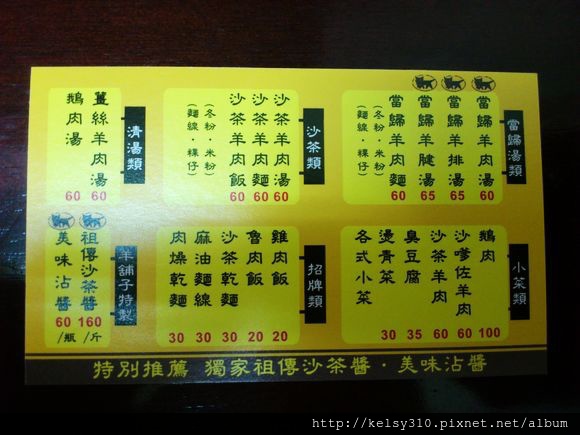 當歸湯類
當歸羊肉湯 60
當歸羊排湯 65
當歸羊腱湯 65
當歸羊肉麵 60
(冬粉・米粉)
(麵線・粿仔)
沙茶類
沙茶羊肉湯 60
沙茶羊肉麵 60
沙茶羊肉飯 60
(冬粉・米粉)
(麵線・粿仔)
清湯類
薑絲羊肉湯 60
鵝肉湯 60
小菜類
鵝肉 100
沙嗲佐羊肉 60
沙茶羊肉 60
臭豆腐 35
燙青菜 30
各式小菜
招牌類
雞肉飯 20
魯肉飯 20
沙茶乾麵 30
麻油麵線 30
肉燥乾麵 30
羊舖子特製
祖傳沙茶醬 160/斤
美味沾醬 60/瓶
特別推薦 獨家祖傳沙茶醬・美味沾醬
http://kelsy310.pixnet.net/album